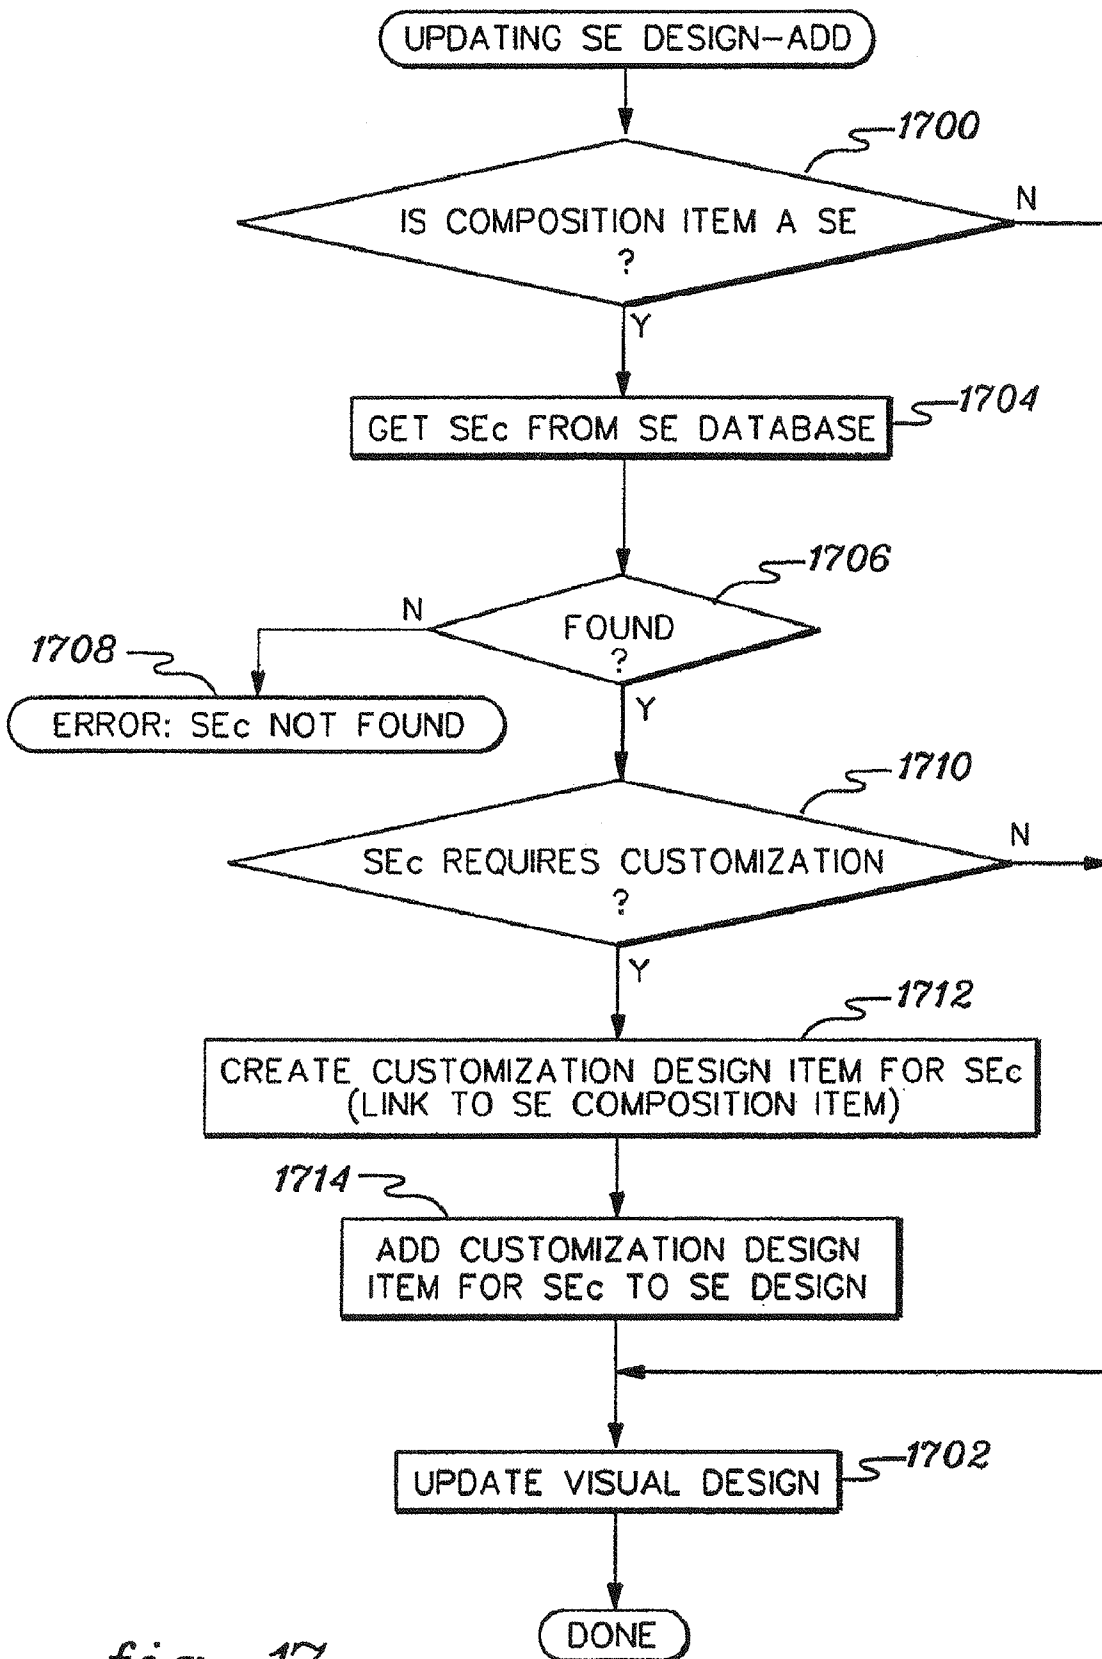 UPDATING SE DESIGN-ADD
1700
IS COMPOSITION ITEM A SE
?
N
Y
1704
GET SEc FROM SE DATABASE
1706
N
FOUND
?
1708
Y
ERROR: SEc NOT FOUND
1710
N
SEc REQUIRES CUSTOMIZATION
?
Y
1712
CREATE CUSTOMIZATION DESIGN ITEM FOR SEc
(LINK TO SE COMPOSITION ITEM)
1714
ADD CUSTOMIZATION DESIGN
ITEM FOR SEc TO SE DESIGN
1702
UPDATE VISUAL DESIGN
DONE
fig. 17